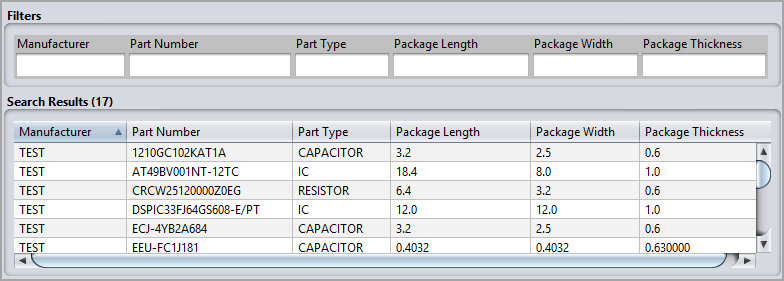 Filters
Manufacturer Part Number Part Type Package Length Package Width Package Thickness
Search Results (17)
Manufacturer Part Number Part Type Package Length Package Width Package Thickness
TEST 1210GC102KAT1A CAPACITOR 3.2 2.5 0.6
TEST AT49BV001NT-12TC IC 18.4 8.0 1.0
TEST CRCW25120000Z0EG RESISTOR 6.4 3.2 0.6
TEST DSPIC33FJ64GS608-E/PT IC 12.0 12.0 1.0
TEST ECJ-4YB2A684 CAPACITOR 3.2 2.5 0.6
TEST EEU-FC1J181 CAPACITOR 0.4032 0.4032 0.630000